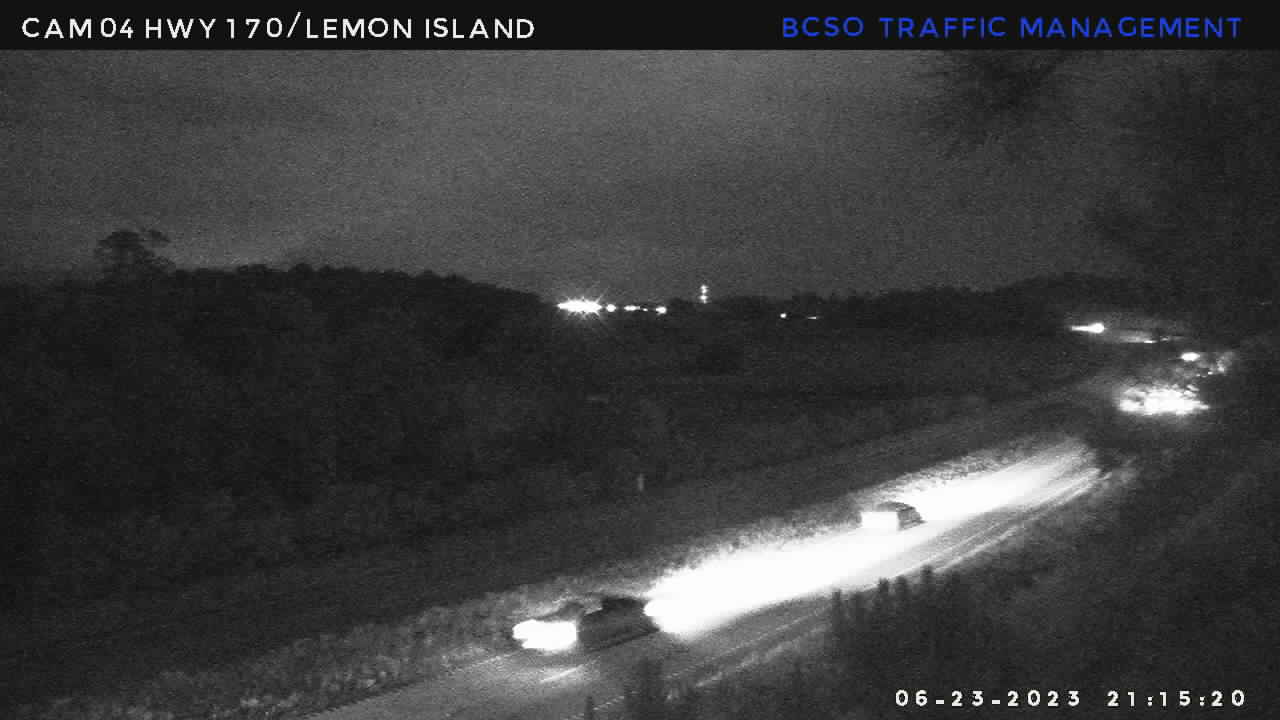 CAM04 HWY 170/LEMON ISLAND
BCSO TRAFFIC MANAGEMENT
06-23-2023 21:15:20